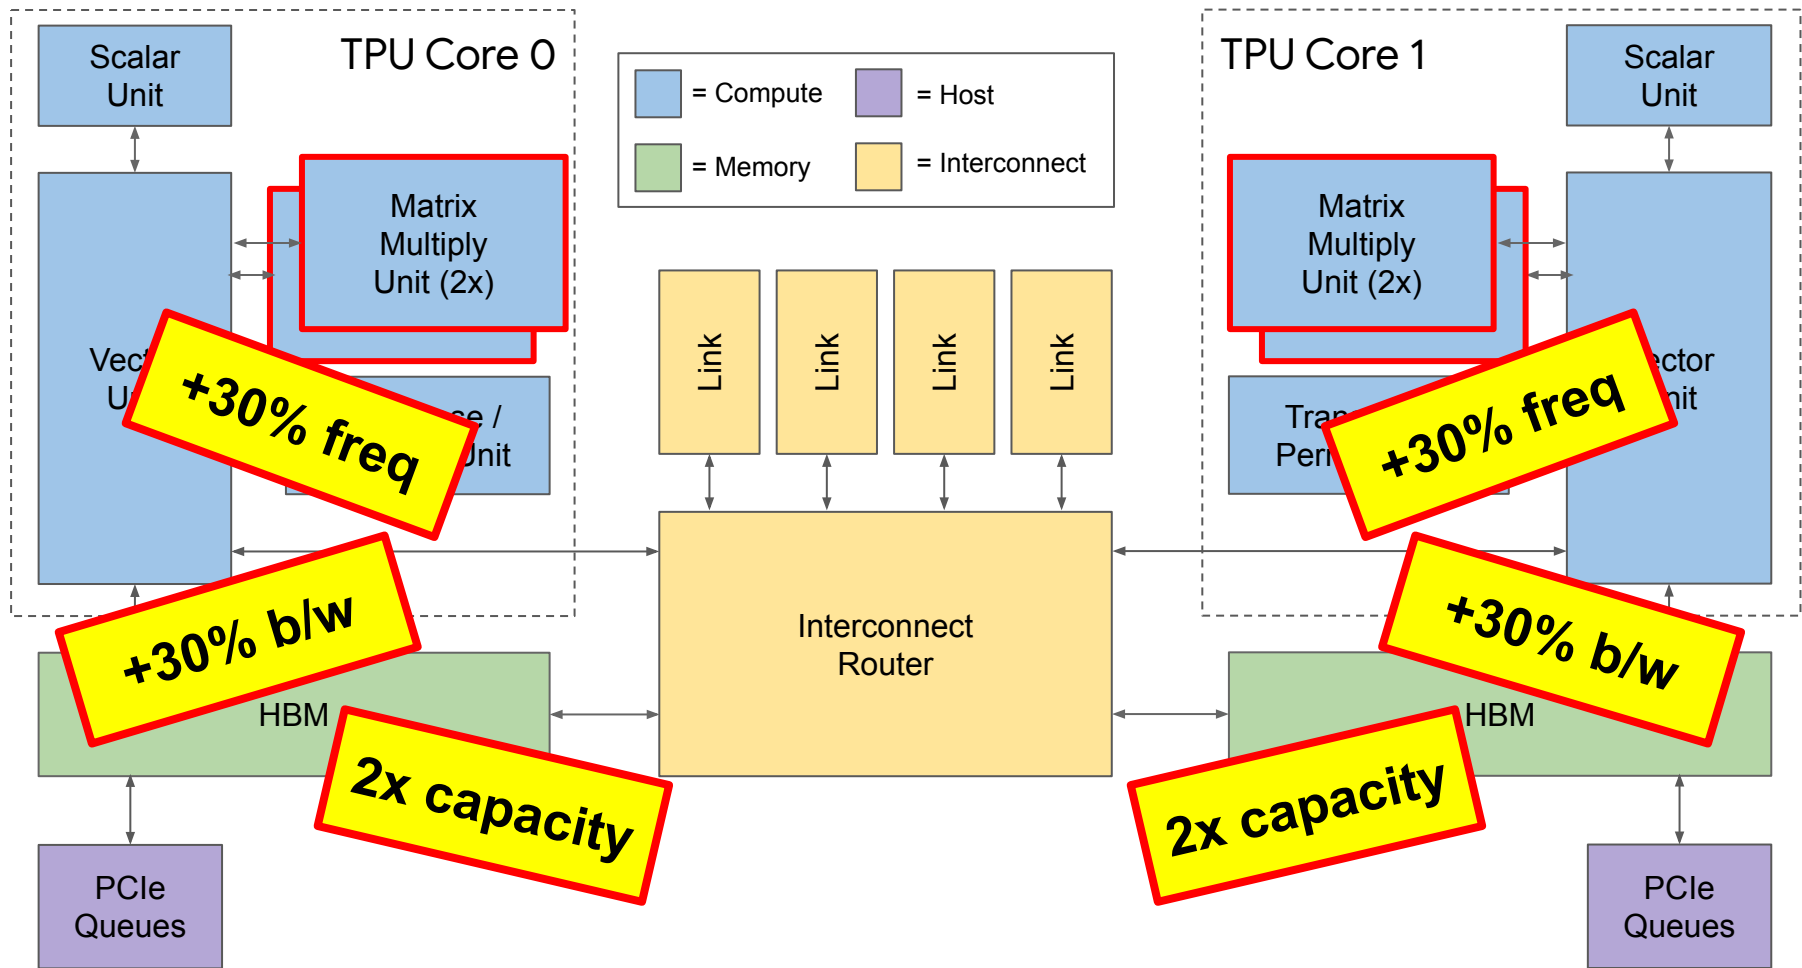 Scalar
Unit
TPU Core 0
Matrix
Multiply
Unit (2x)
+30% freq
Unit
+30% b/w
HBM
2x capacity
PCIe
Queues
= Compute
= Host
= Memory
= Interconnect
Link
Link
Link
Link
Interconnect
Router
TPU Core 1
Scalar
Unit
Matrix
Multiply
Unit (2x)
+30% freq
+30% b/w
HBM
2x capacity
PCIe
Queues